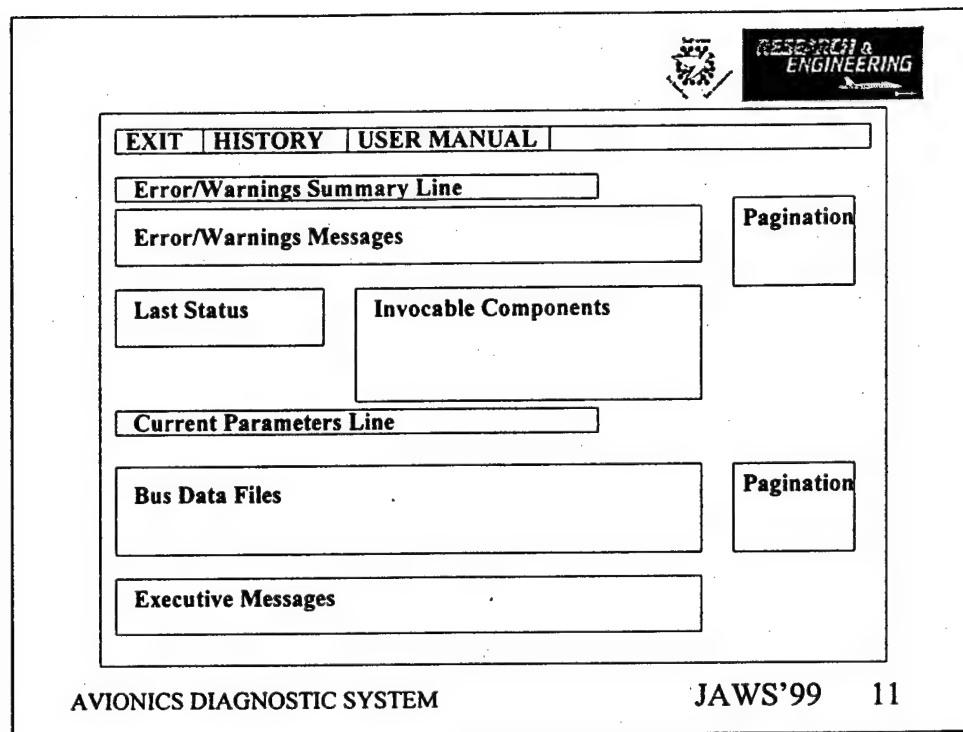 RESEARCH &
ENGINEERING
EXIT HISTORY USER MANUAL
Error/Warnings Summary Line
Error/Warnings Messages
Pagination
Last Status
Invocable Components
Current Parameters Line
Bus Data Files
Pagination
Executive Messages
AVIONICS DIAGNOSTIC SYSTEM
JAWS'99 11